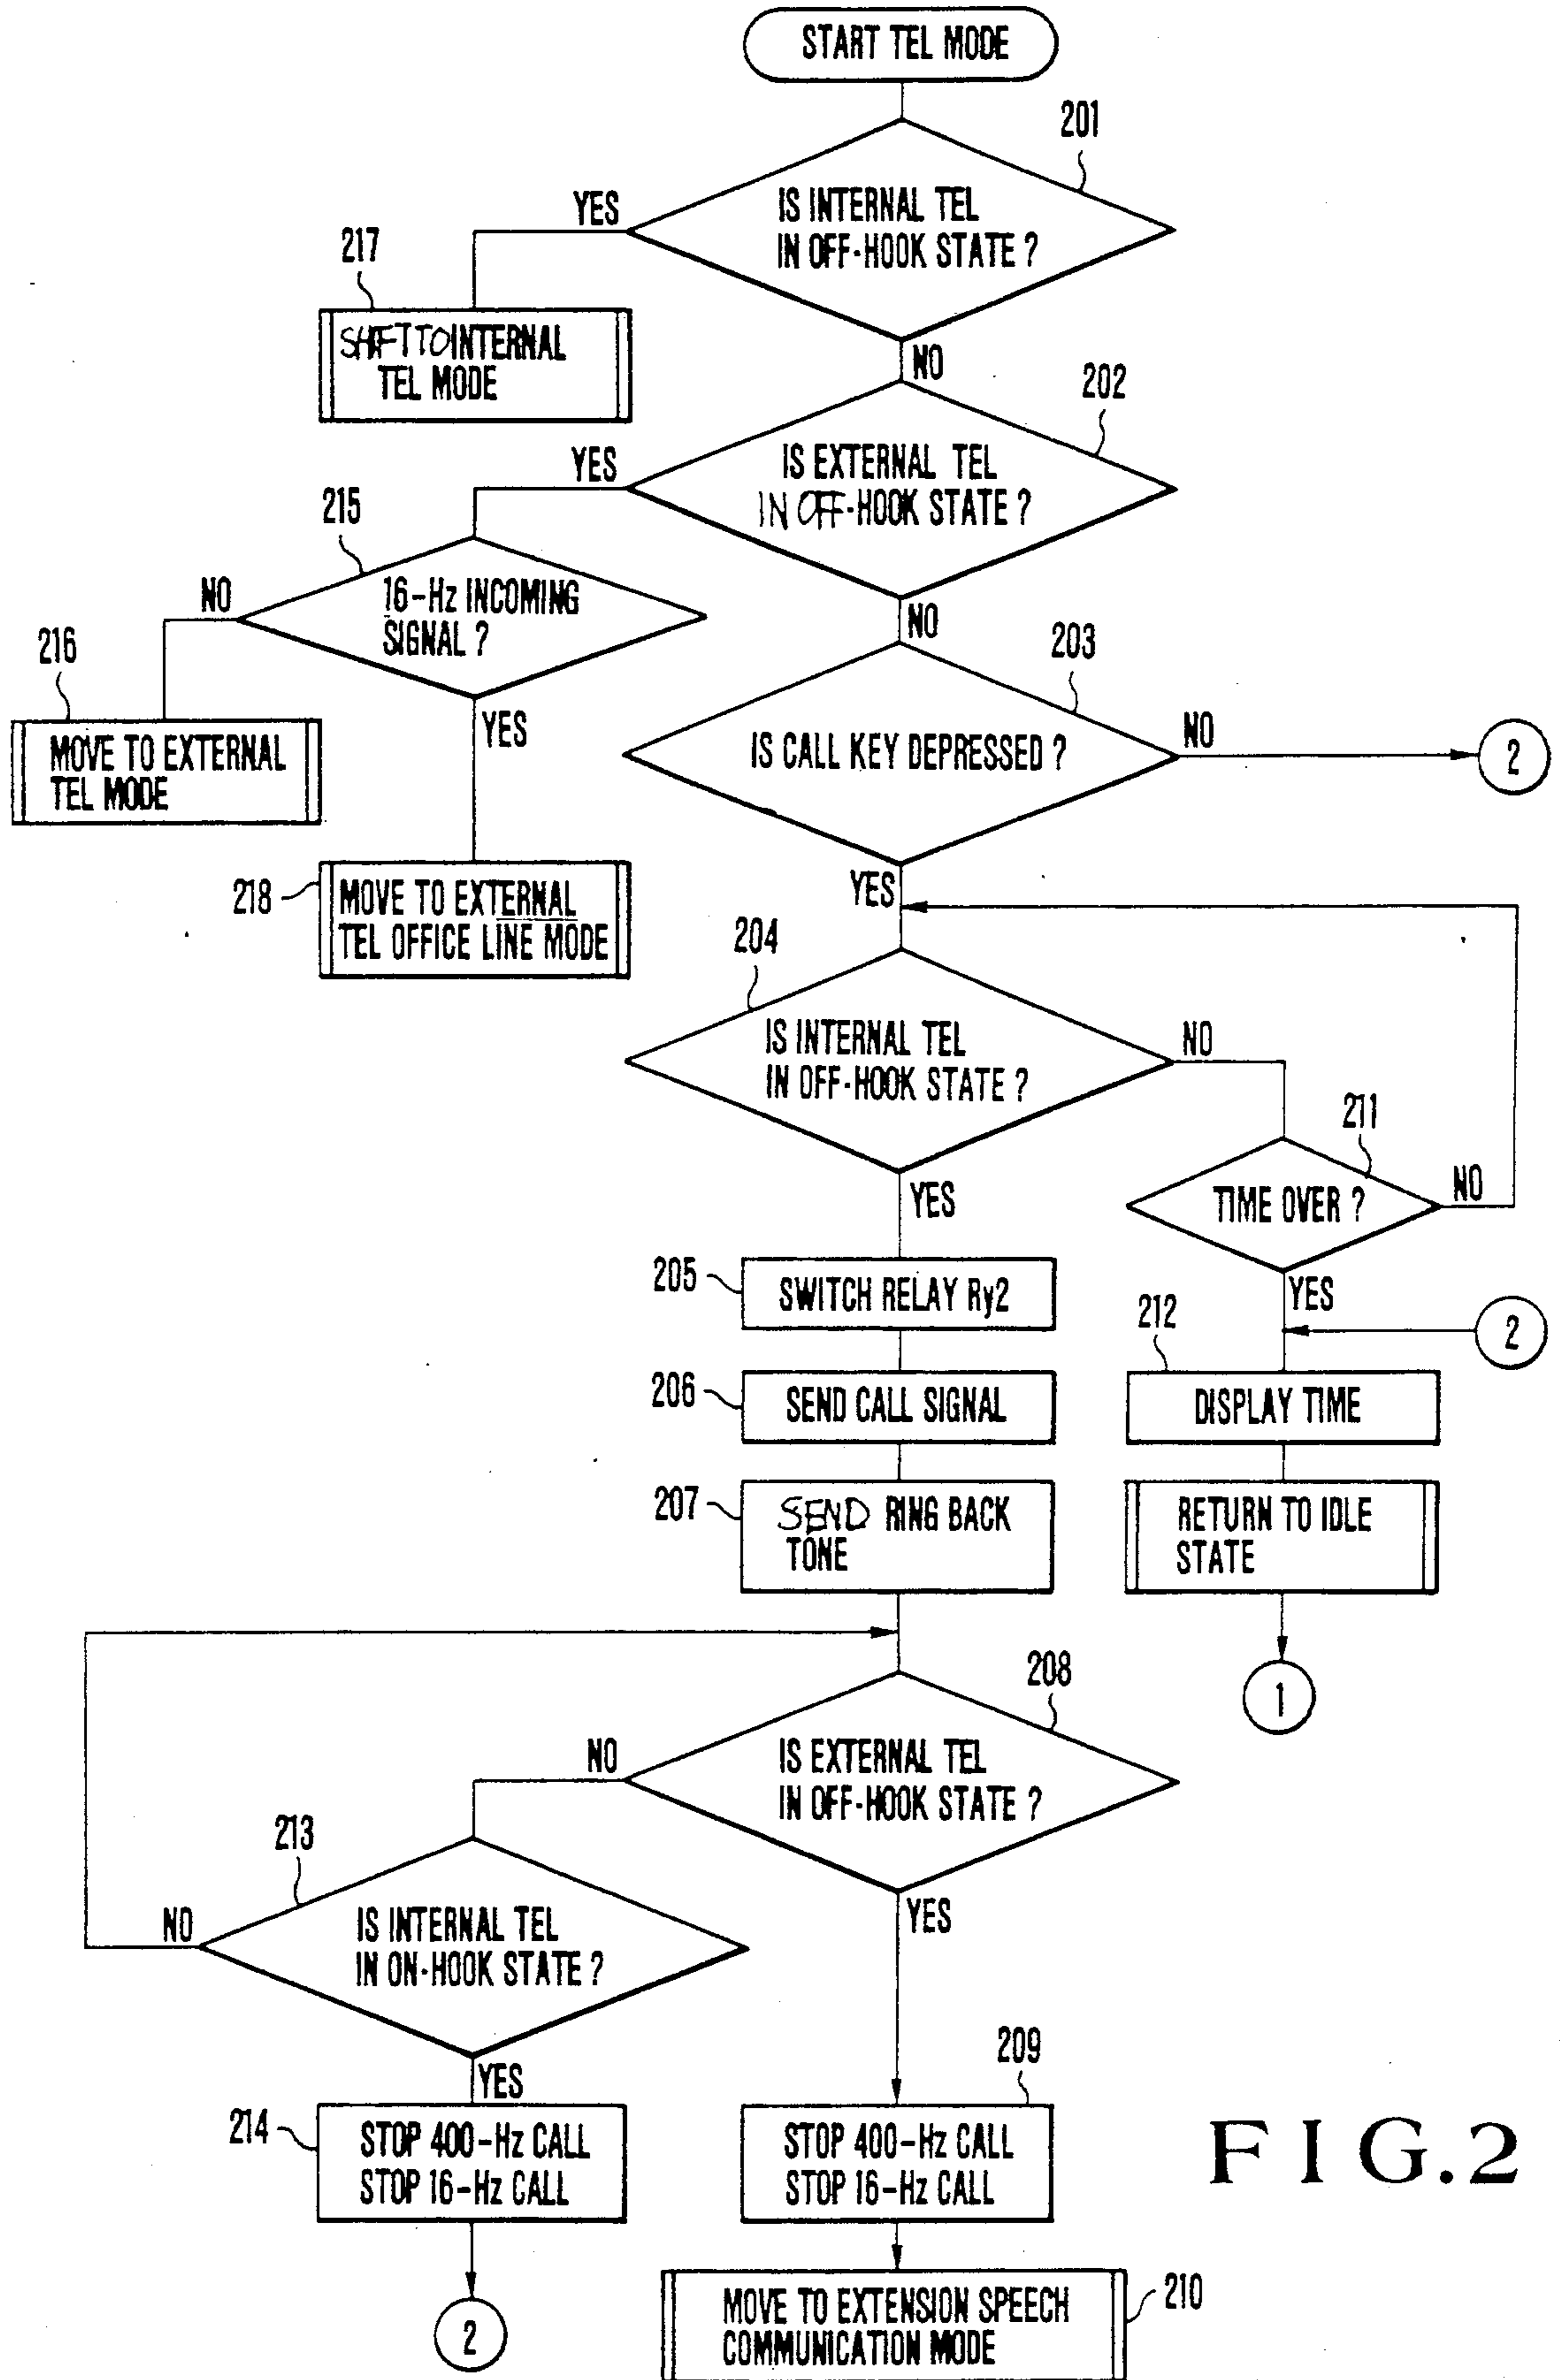 START TEL MODE
201
IS INTERNAL TEL
IN OFF-HOOK STATE ?
YES
217
SHIFT TO INTERNAL
TEL MODE
NO
202
IS EXTERNAL TEL
IN OFF-HOOK STATE ?
YES
215
16-Hz INCOMING
SIGNAL ?
NO
216
MOVE TO EXTERNAL
TEL MODE
YES
218
MOVE TO EXTERNAL
TEL OFFICE LINE MODE
NO
203
IS CALL KEY DEPRESSED ?
NO
2
YES
204
IS INTERNAL TEL
IN OFF-HOOK STATE ?
NO
211
TIME OVER ?
NO
YES
YES
205
SWITCH RELAY Ry2
2
212
206
SEND CALL SIGNAL
DISPLAY TIME
207
SEND RING BACK
TONE
RETURN TO IDLE
STATE
1
208
IS EXTERNAL TEL
IN OFF-HOOK STATE ?
NO
213
IS INTERNAL TEL
IN ON-HOOK STATE ?
NO
YES
YES
214
STOP 400-Hz CALL
STOP 16-Hz CALL
2
209
STOP 400-Hz CALL
STOP 16-Hz CALL
210
MOVE TO EXTENSION SPEECH
COMMUNICATION MODE
FIG.2